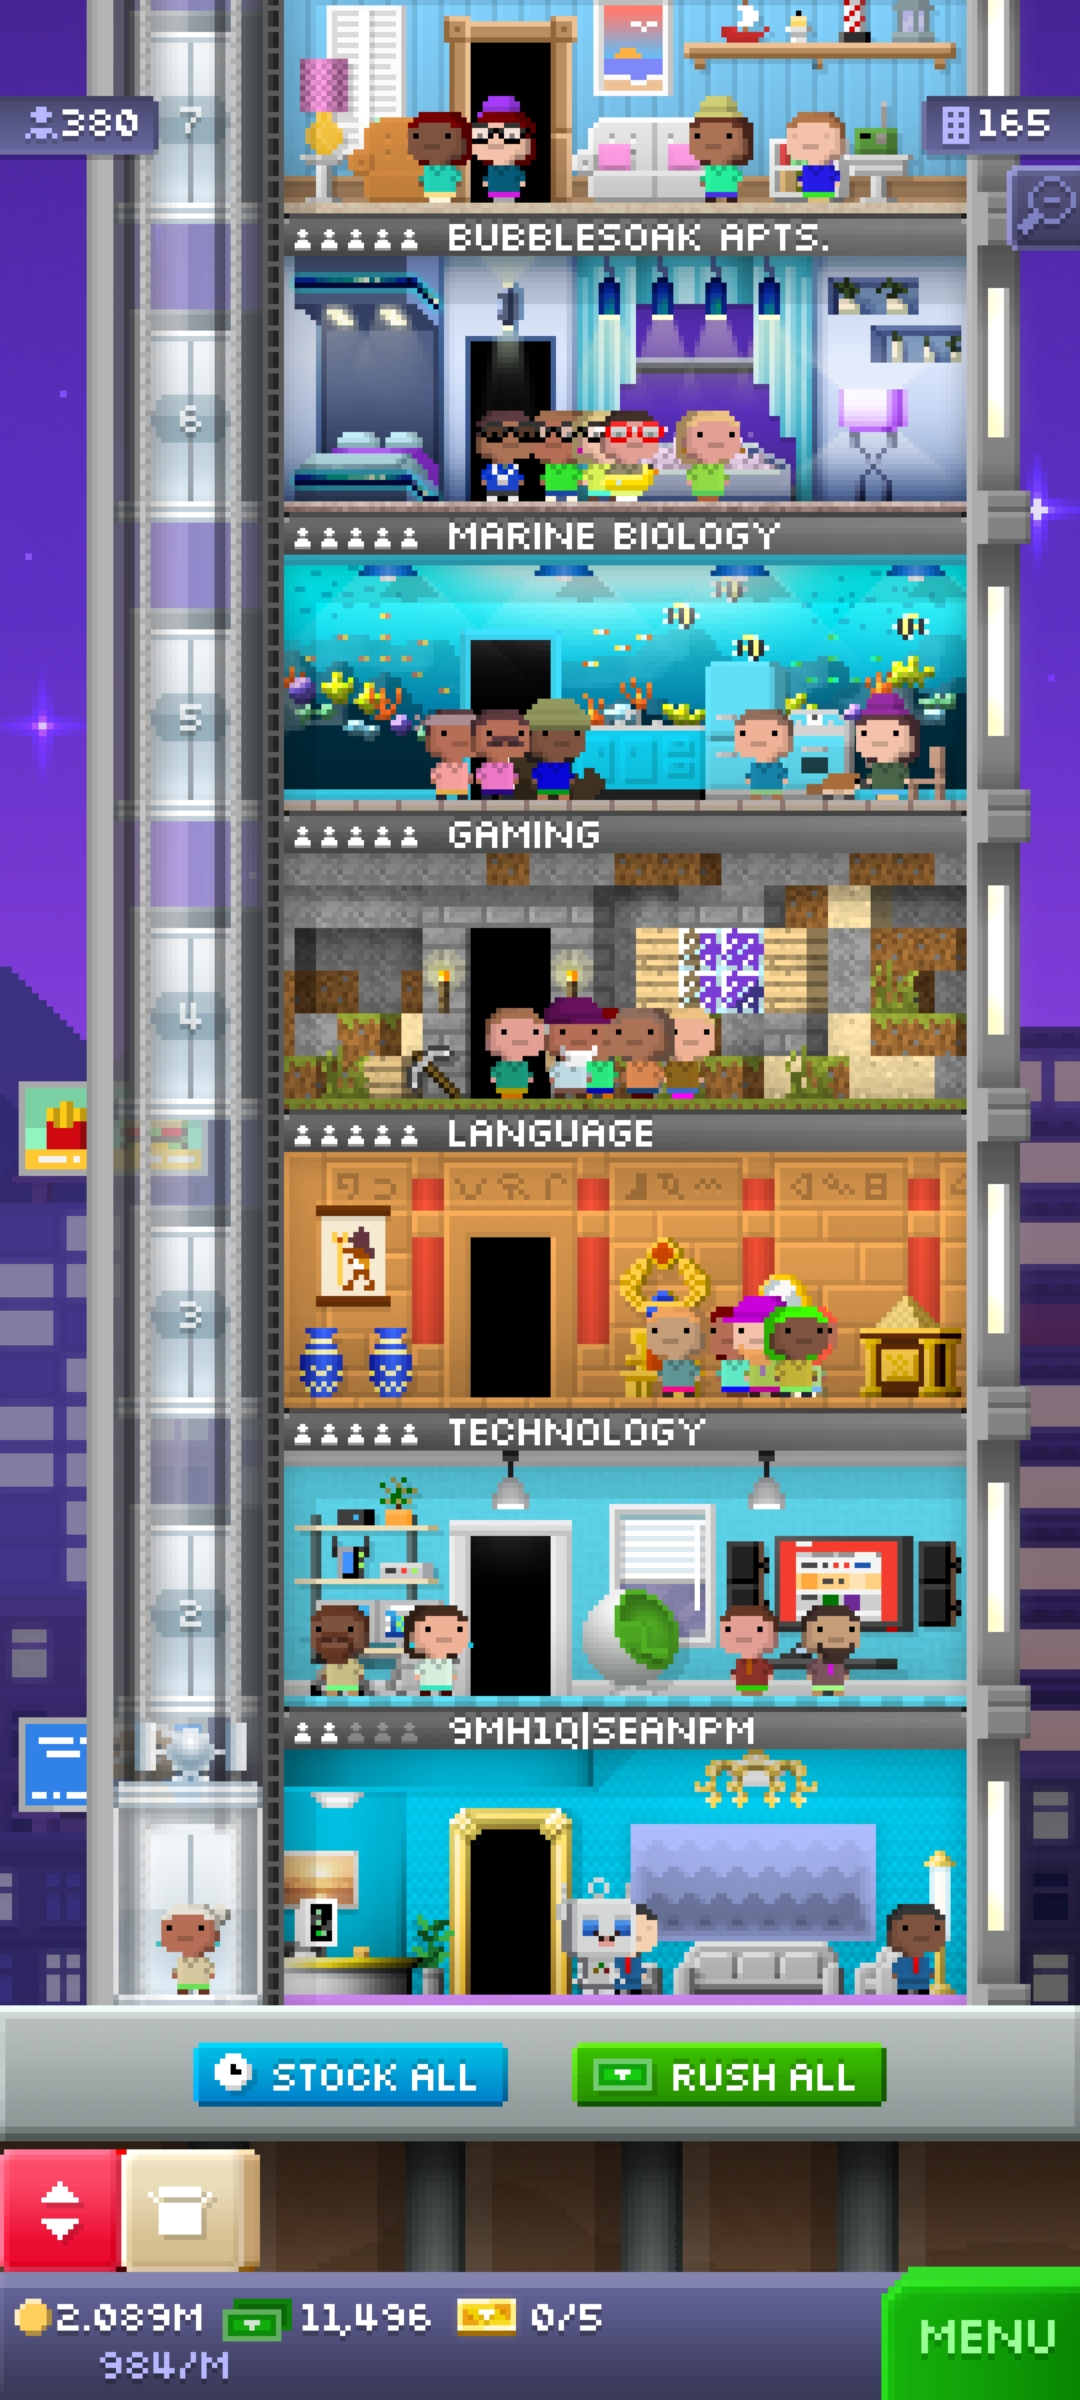 380
7
165
BUBBLESOAK APTS.
6
MARINE BIOLOGY
5
GAMING
4
LANGUAGE
3
TECHNOLOGY
2
9MH1Q|SEANPM
STOCK ALL
RUSH ALL
2.089M
11,496
0/5
984/M
MENU